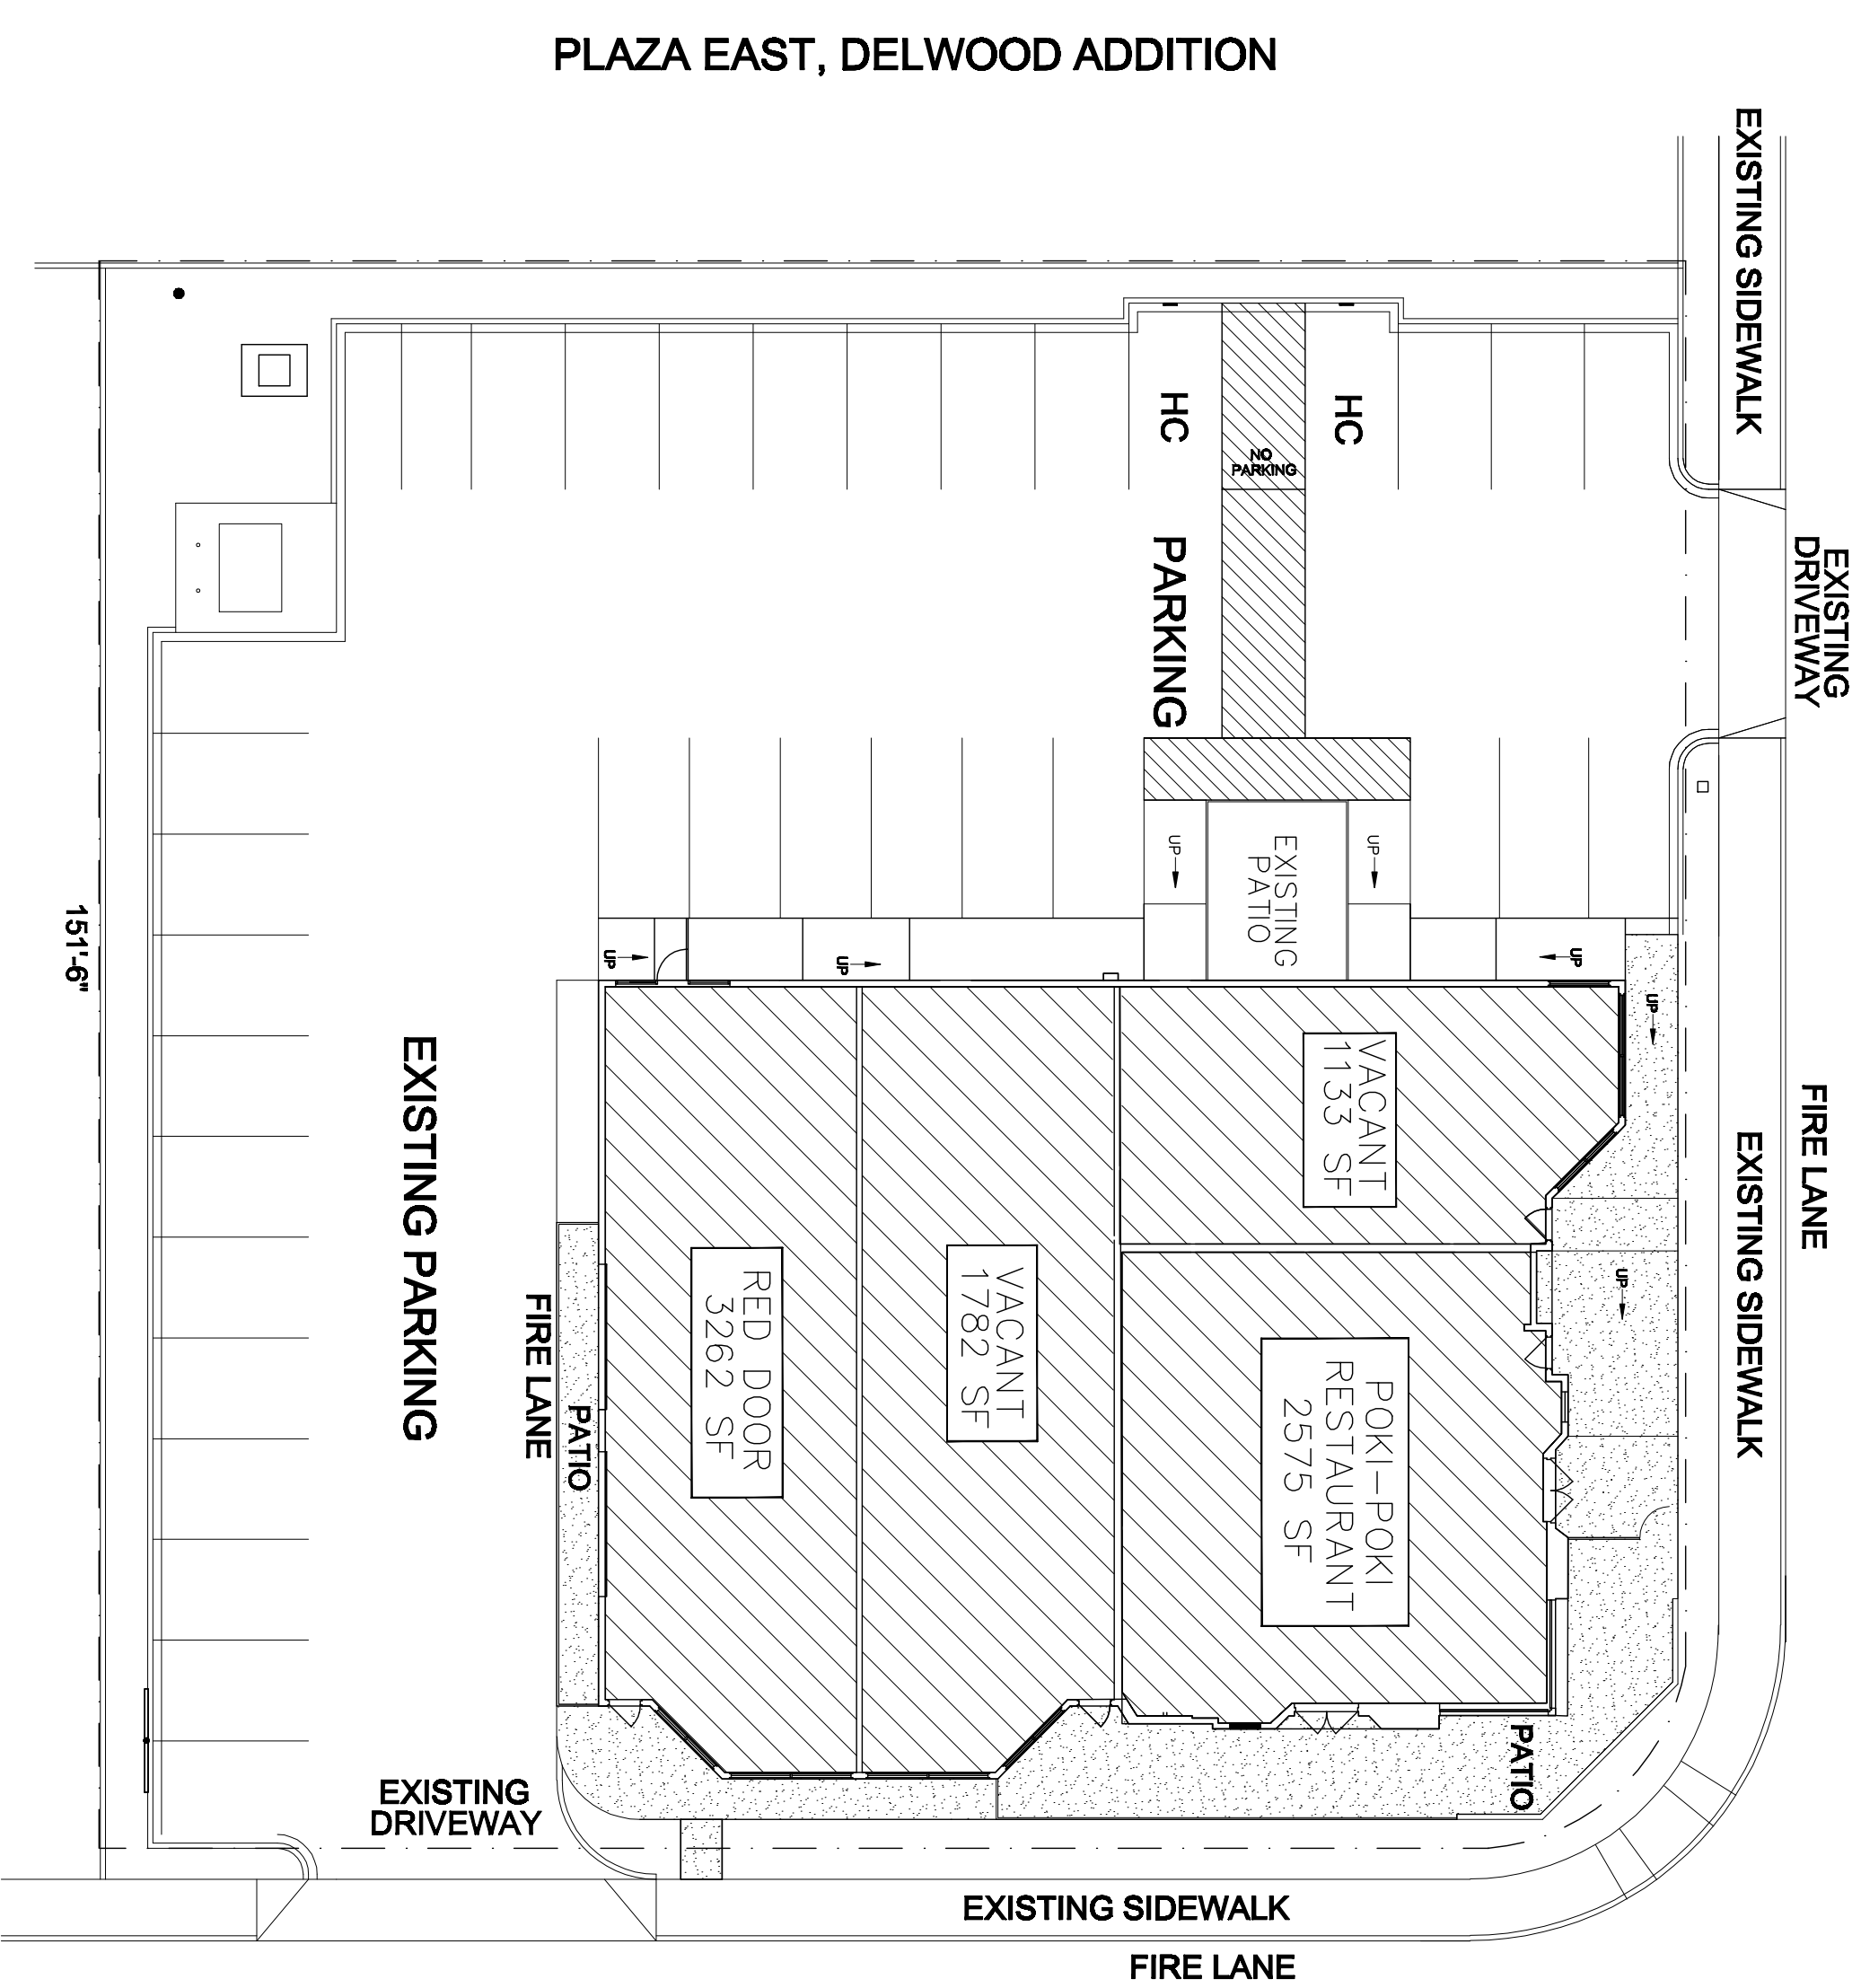 PLAZA EAST, DELWOOD ADDITION
EXISTING SIDEWALK
HC
HC
NO
PARKING
PARKING
EXISTING
DRIVEWAY
UP
EXISTING
PATIO
UP
UP
UP
UP
UP
151'-6"
EXISTING PARKING
VACANT
1133 SF
FIRE LANE
EXISTING SIDEWALK
UP
RED DOOR
3262 SF
VACANT
1782 SF
POKI-POKI
RESTAURANT
2575 SF
FIRE LANE
PATIO
PATIO
EXISTING
DRIVEWAY
EXISTING SIDEWALK
FIRE LANE